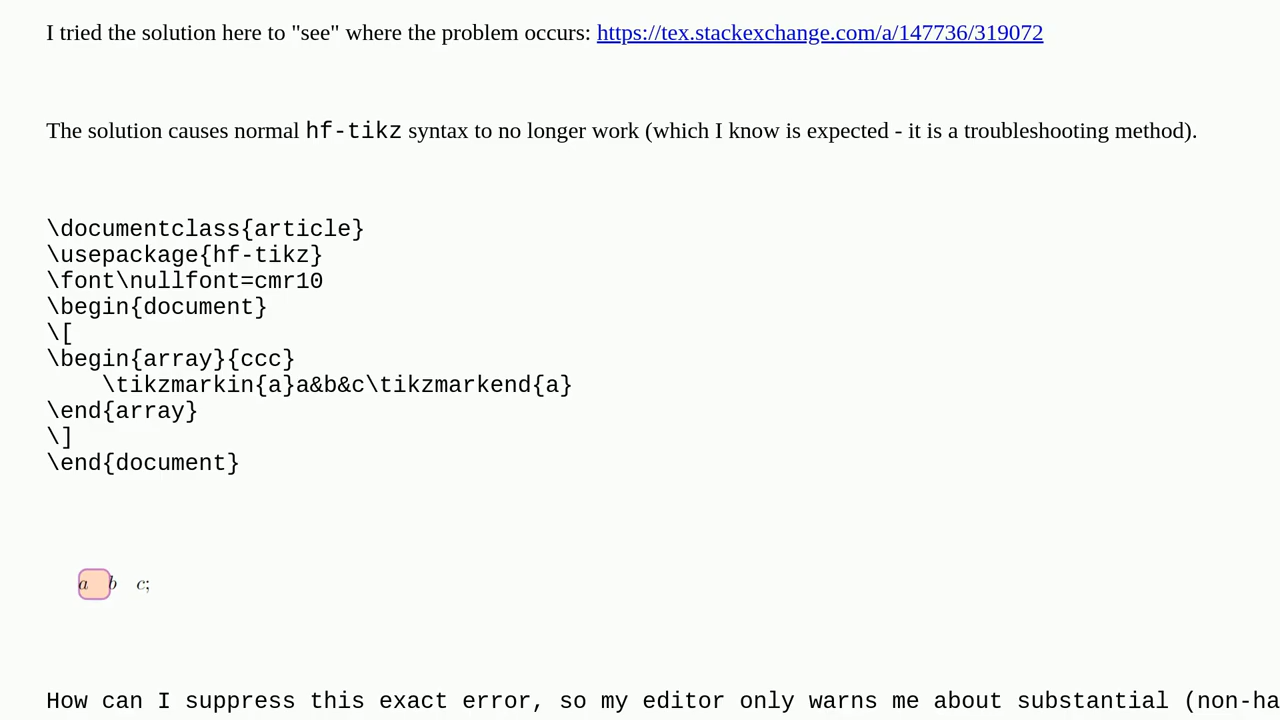 I tried the solution here to "see" where the problem occurs: https://tex.stackexchange.com/a/147736/319072
The solution causes normal hf-tikz syntax to no longer work (which I know is expected - it is a troubleshooting method).
\documentclass{article}
\usepackage{hf-tikz}
\font\nullfont=cmr10
\begin{document}
\[
\begin{array}{ccc}
    \tikzmarkin{a}a&b&c\tikzmarkend{a}
\end{array}
\]
\end{document}
a b c;
How can I suppress this exact error, so my editor only warns me about substantial (non-ha